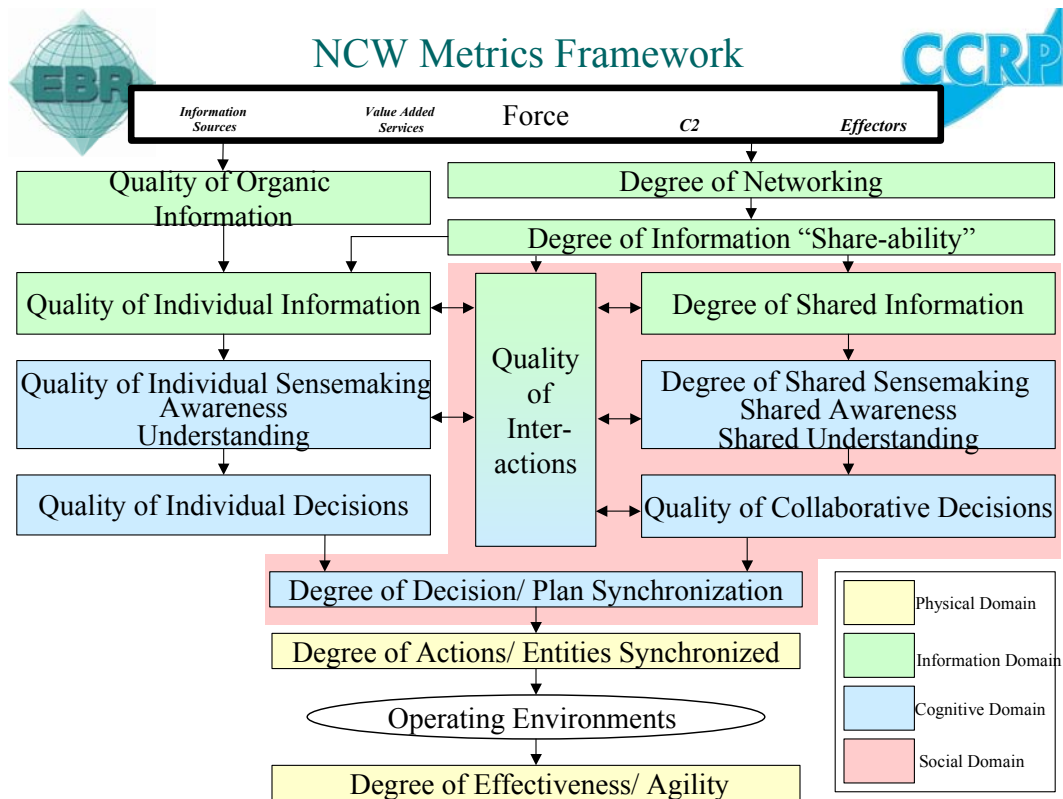 NCW Metrics Framework
EBR
CCRP
Information
Sources
Value Added
Services
Force
C2
Effectors
Quality of Organic
Information
Degree of Networking
Degree of Information “Share-ability”
Quality of Individual Information
Degree of Shared Information
Quality
of
Inter-
actions
Quality of Individual Sensemaking
Awareness
Understanding
Degree of Shared Sensemaking
Shared Awareness
Shared Understanding
Quality of Individual Decisions
Quality of Collaborative Decisions
Degree of Decision/ Plan Synchronization
Degree of Actions/ Entities Synchronized
Operating Environments
Degree of Effectiveness/ Agility
Physical Domain
Information Domain
Cognitive Domain
Social Domain